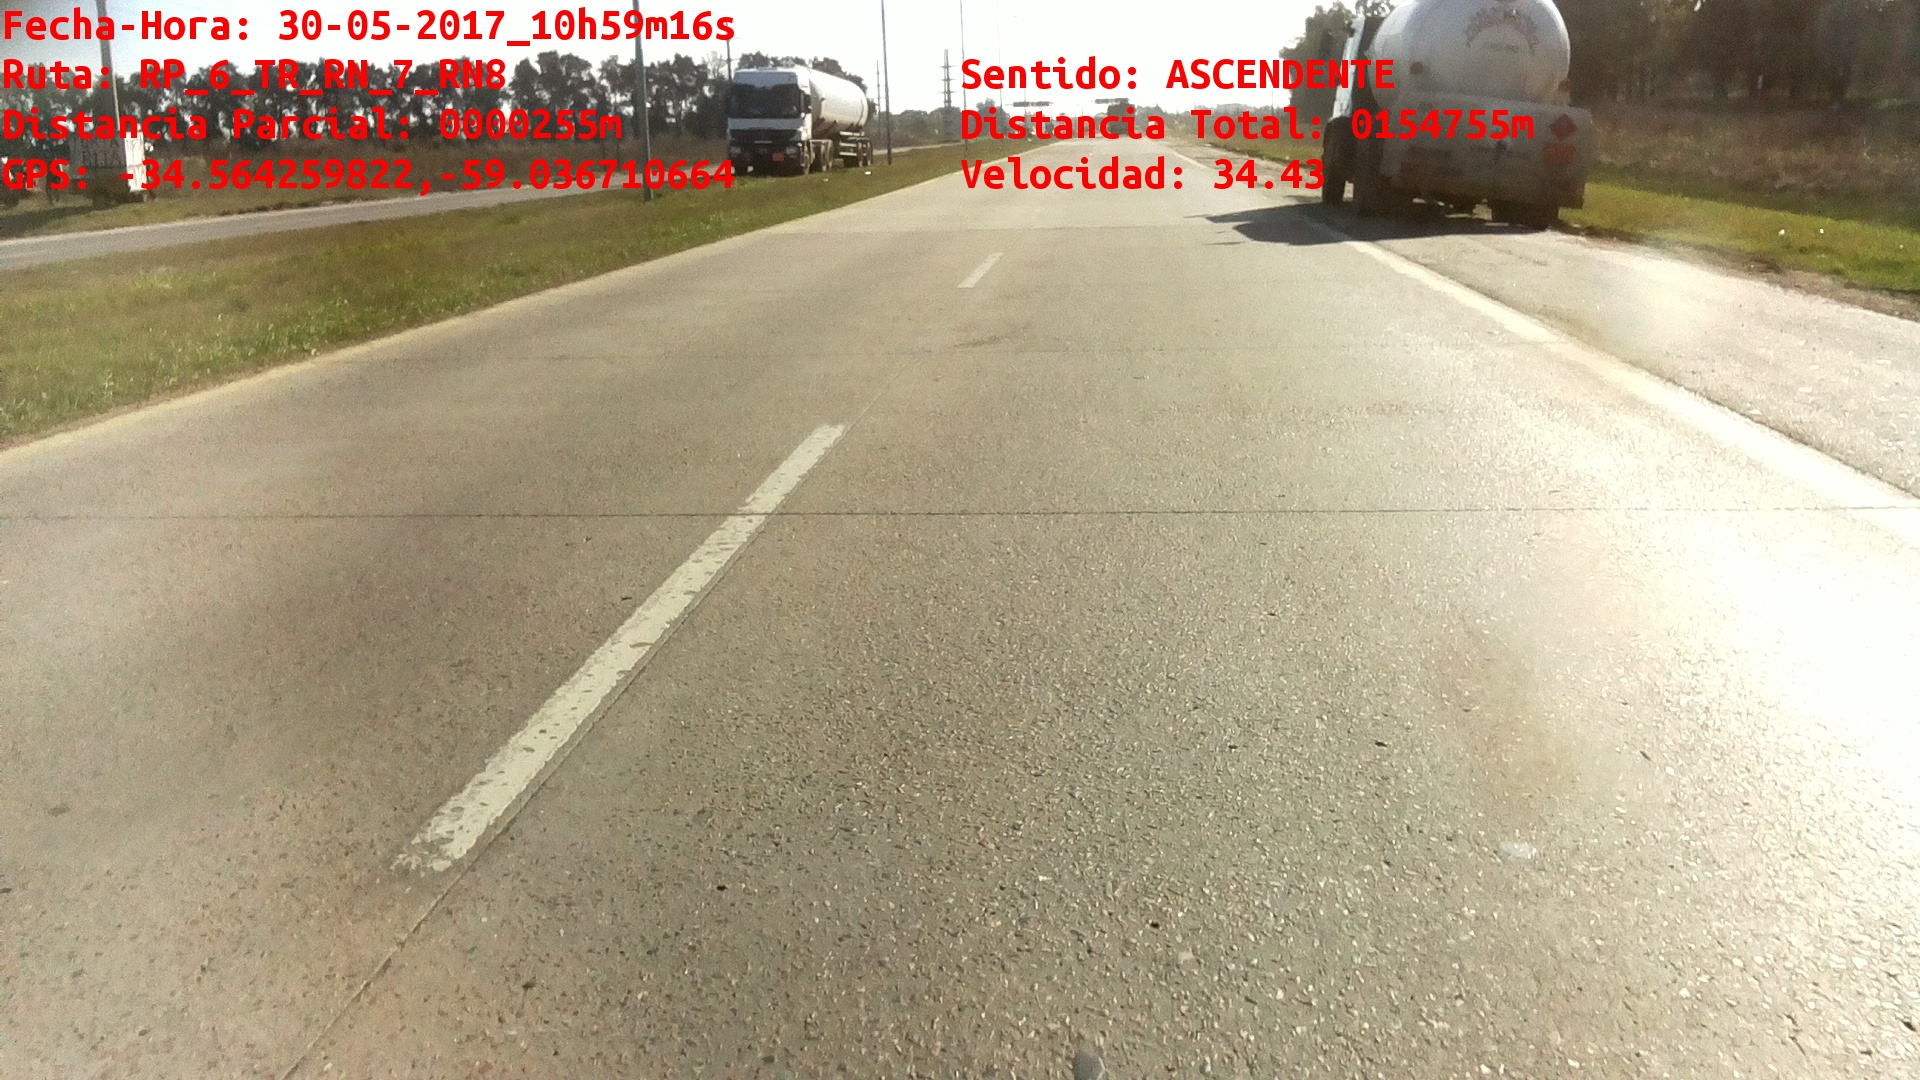 Fecha-Hora: 30-05-2017_10h59m16s
Ruta: RP_6_TR_RN_7_RN8
Sentido: ASCENDENTE
Distancia Parcial: 0000255m
Distancia Total: 0154755m
GPS: -34.564259822,-59.036710664
Velocidad: 34.43